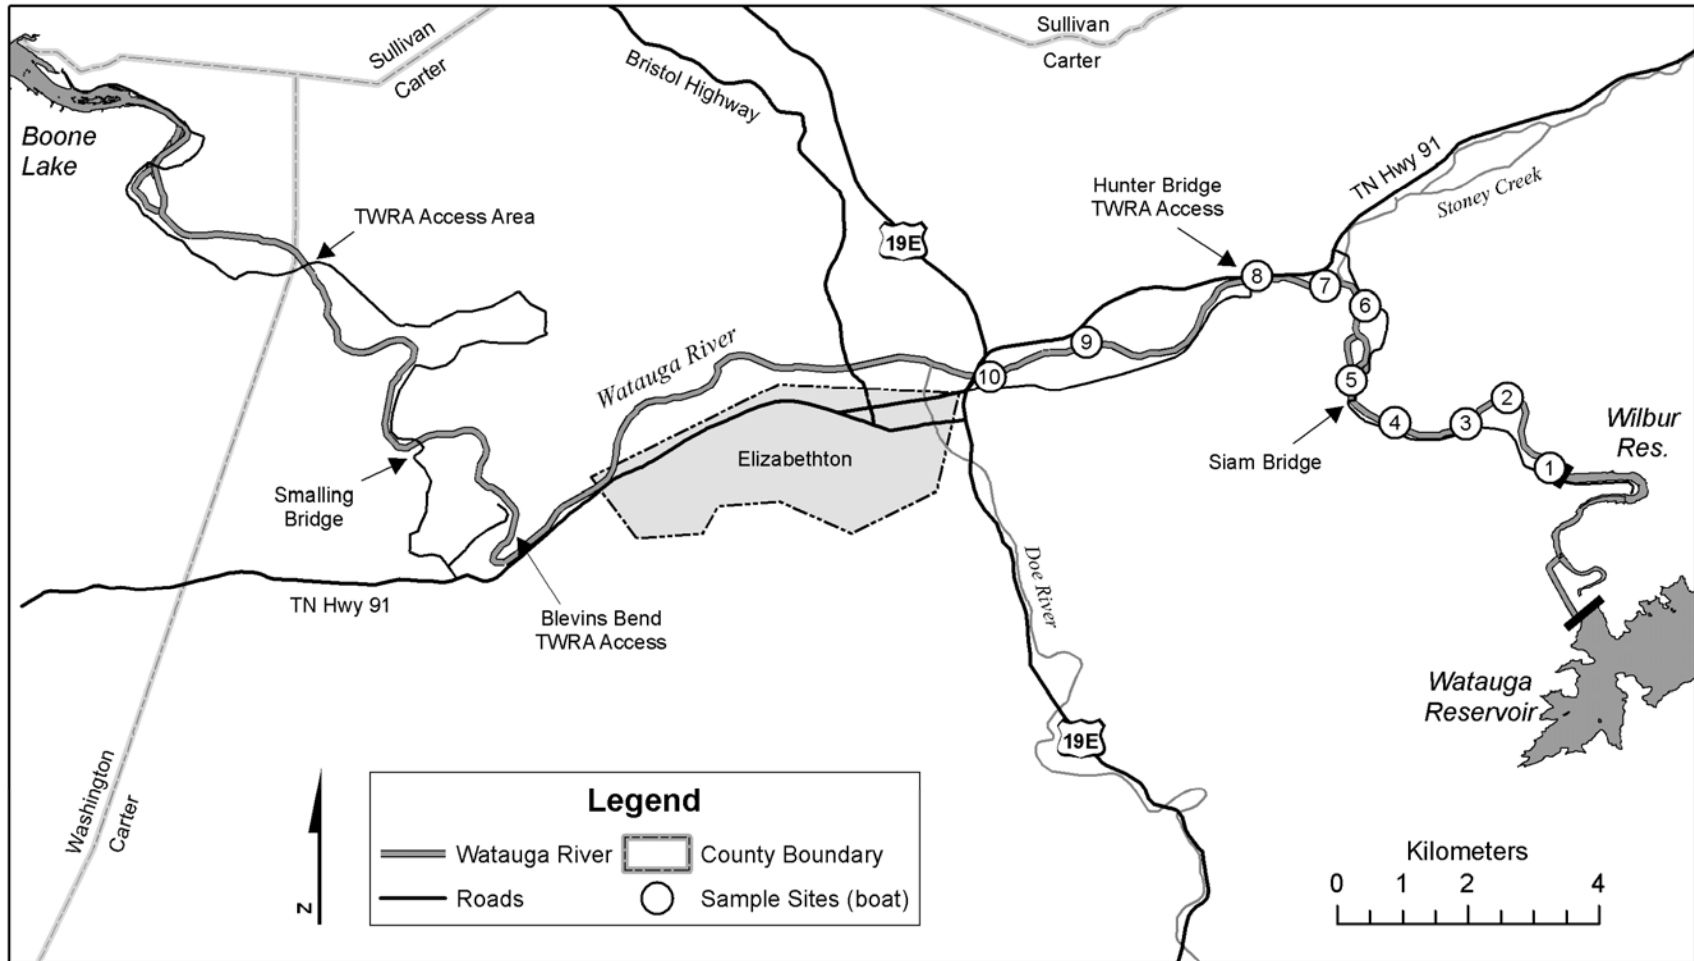 Sullivan
Carter
Sullivan
Carter
Bristol Highway
Boone
Lake
TWRA Access Area
19E
Hunter Bridge
TWRA Access
TN Hwy 91
Stoney Creek
8
7
6
9
10
5
4
3
2
1
Watauga River
Siam Bridge
Wilbur
Res.
Elizabethton
Smalling
Bridge
TN Hwy 91
Blevins Bend
TWRA Access
Doe River
Watauga
Reservoir
19E
Washington
Carter
N
Legend
Watauga River
County Boundary
Roads
Sample Sites (boat)
Kilometers
0 1 2 4